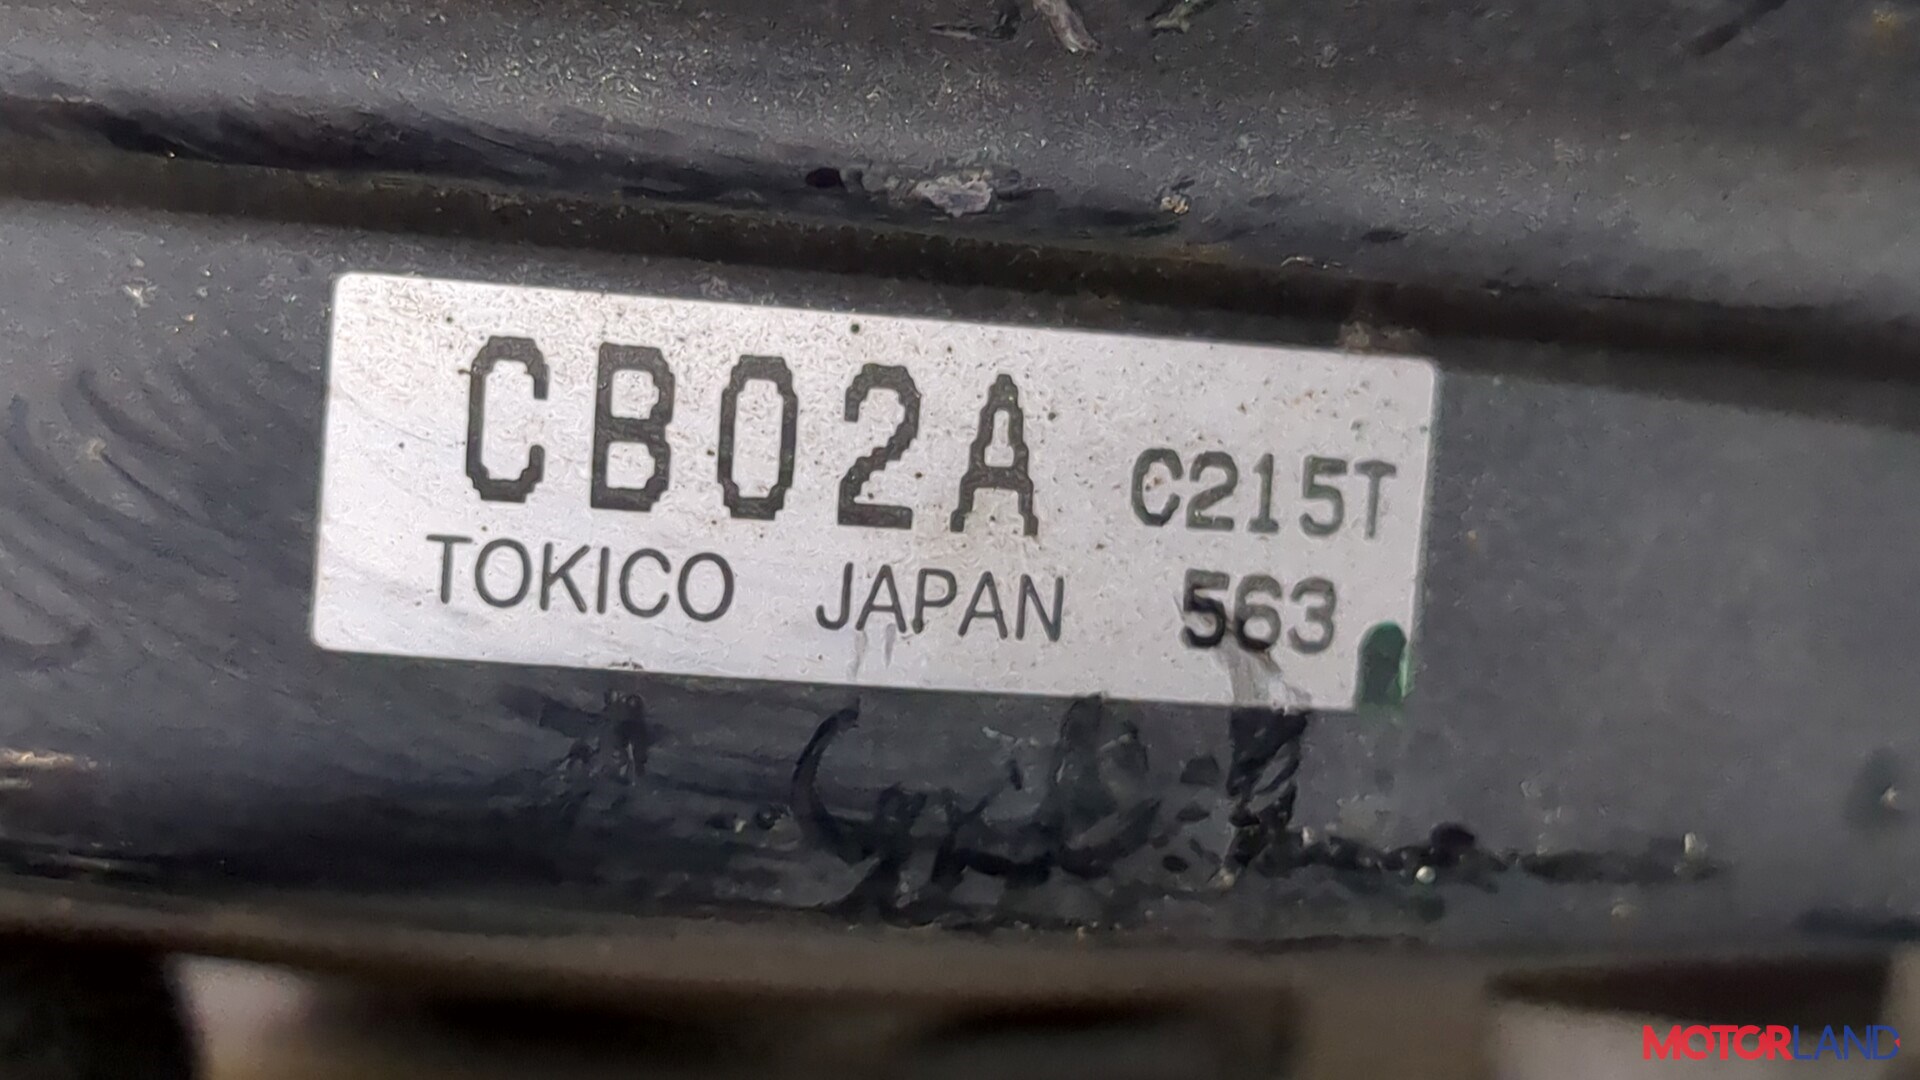 CB02A C215T
TOKICO JAPAN 563
MOTORLAND